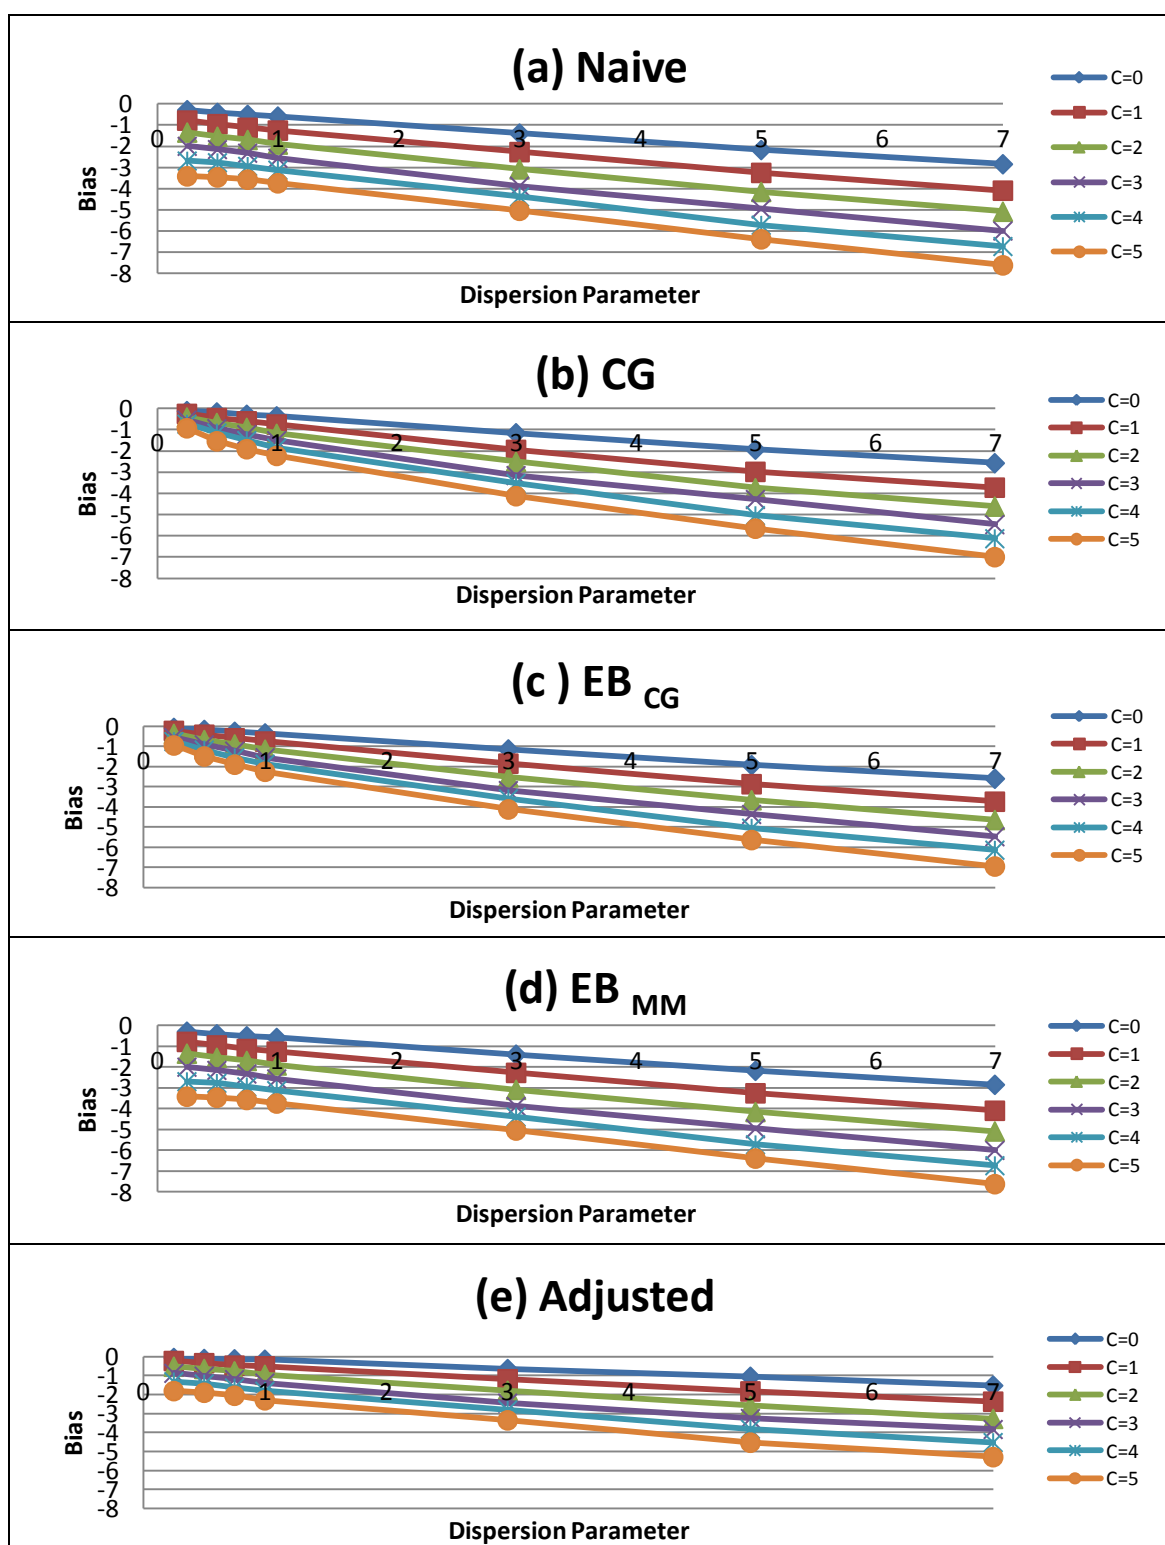 (a) Naive
0
-1
-2
-3
-4
-5
-6
-7
-8
0 1 2 3 4 5 6 7
Bias
Dispersion Parameter
C=0
C=1
C=2
C=3
C=4
C=5
(b) CG
0
-1
-2
-3
-4
-5
-6
-7
-8
0 1 2 3 4 5 6 7
Bias
Dispersion Parameter
C=0
C=1
C=2
C=3
C=4
C=5
(c ) EB CG
0
-1
-2
-3
-4
-5
-6
-7
-8
0 1 2 3 4 5 6 7
Bias
Dispersion Parameter
C=0
C=1
C=2
C=3
C=4
C=5
(d) EB MM
0
-1
-2
-3
-4
-5
-6
-7
-8
0 1 2 3 4 5 6 7
Bias
Dispersion Parameter
C=0
C=1
C=2
C=3
C=4
C=5
(e) Adjusted
0
-1
-2
-3
-4
-5
-6
-7
-8
0 1 2 3 4 5 6 7
Bias
Dispersion Parameter
C=0
C=1
C=2
C=3
C=4
C=5